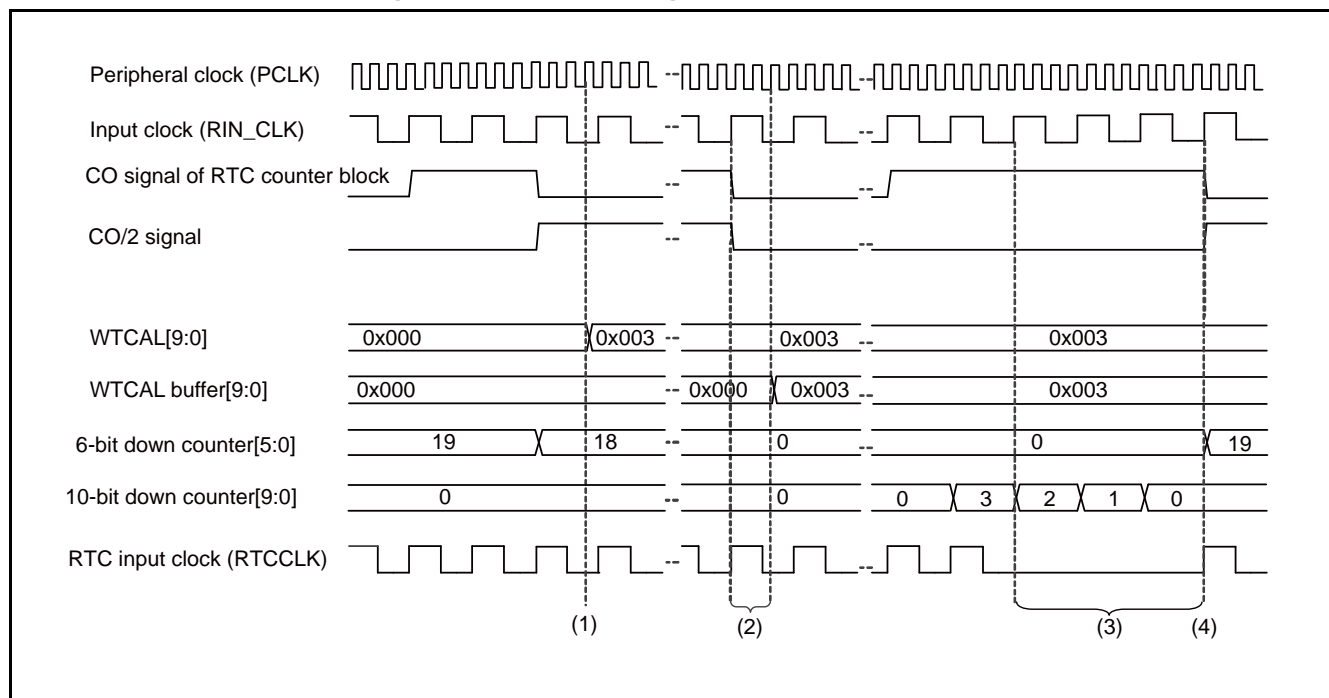 Peripheral clock (PCLK)
Input clock (RIN_CLK)
CO signal of RTC counter block
CO/2 signal
WTCAL[9:0] 0x000 0x003 0x003 0x003
WTCAL buffer[9:0] 0x000 0x000 0x003 0x003
6-bit down counter[5:0] 19 18 0 0 19
10-bit down counter[9:0] 0 0 0 3 2 1 0
RTC input clock (RTCCLK)
(1) (2) (3) (4)